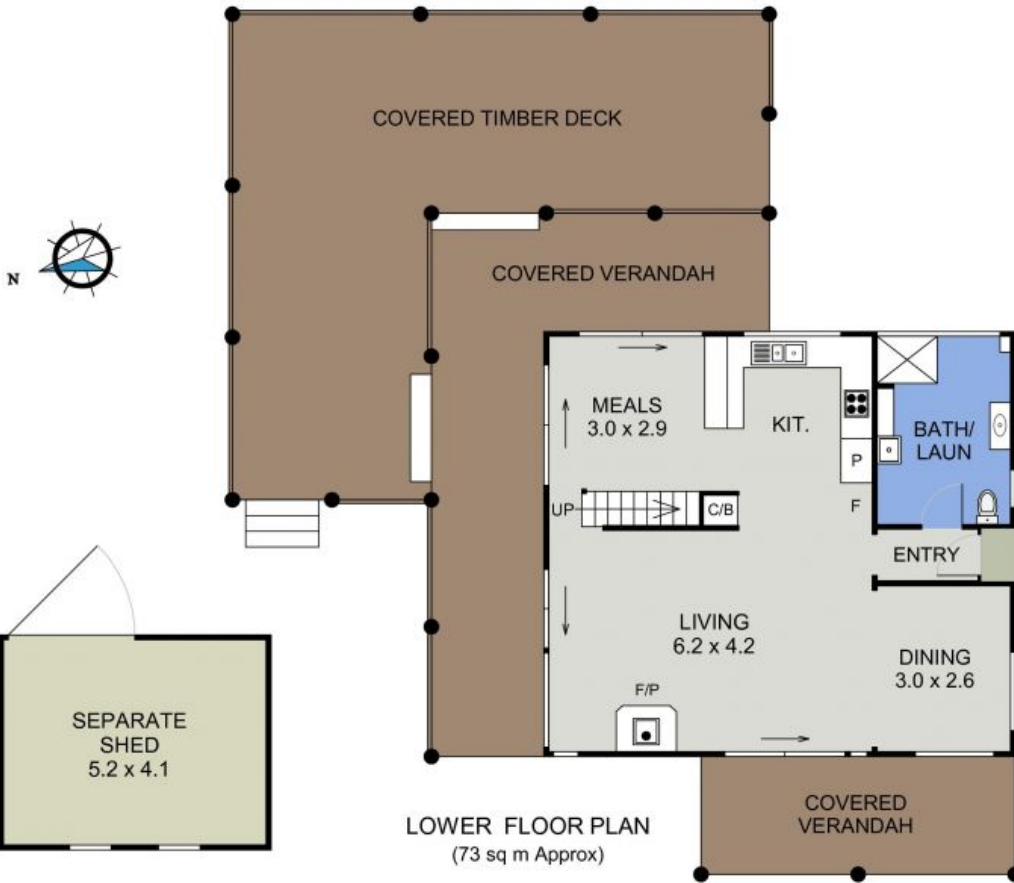 COVERED TIMBER DECK
N
COVERED VERANDAH
MEALS
3.0 x 2.9
KIT.
BATH/
LAUN
P
F
UP
C/B
ENTRY
LIVING
6.2 x 4.2
DINING
3.0 x 2.6
F/P
SEPARATE
SHED
5.2 x 4.1
COVERED
VERANDAH
LOWER FLOOR PLAN
(73 sq m Approx)